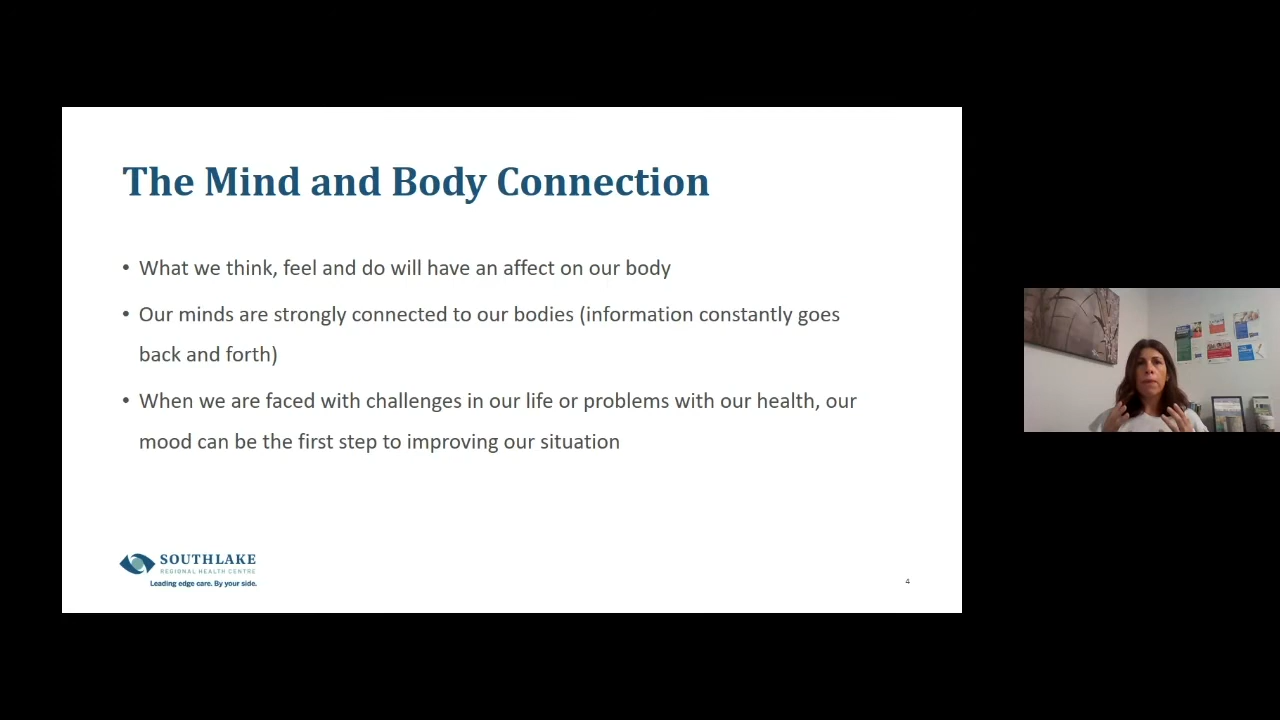 The Mind and Body Connection
• What we think, feel and do will have an affect on our body
• Our minds are strongly connected to our bodies (information constantly goes
back and forth)
• When we are faced with challenges in our life or problems with our health, our
mood can be the first step to improving our situation
SOUTHLAKE
REGIONAL HEALTH CENTRE
Leading edge care. By your side.
4